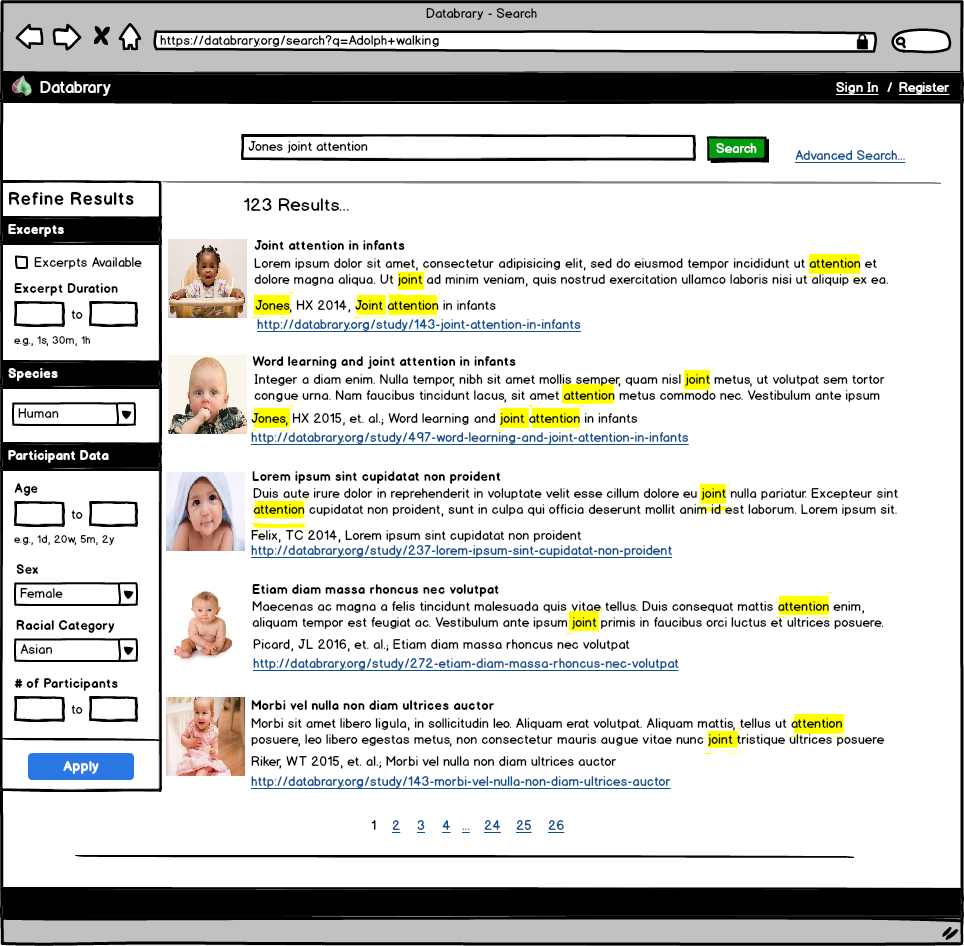 Databrary - Search
https://databrary.org/search?q=Adolph+walking
Databrary
Sign In / Register
Jones joint attention
Search
Advanced Search...
Refine Results
Excerpts
Excerpts Available
Excerpt Duration
to
e.g., 1s, 30m, 1h
Species
Human
Participant Data
Age
to
e.g., 1d, 20w, 5m, 2y
Sex
Female
Racial Category
Asian
# of Participants
to
Apply
123 Results...
Joint attention in infants
Lorem ipsum dolor sit amet, consectetur adipisicing elit, sed do eiusmod tempor incididunt ut attention et
dolore magna aliqua. Ut joint ad minim veniam, quis nostrud exercitation ullamco laboris nisi ut aliquip ex ea.
Jones, HX 2014, Joint attention in infants
http://databrary.org/study/143-joint-attention-in-infants
Word learning and joint attention in infants
Integer a diam enim. Nulla tempor, nibh sit amet mollis semper, quam nisl joint metus, ut volutpat sem tortor
congue urna. Nam faucibus tincidunt lacus, sit amet attention metus commodo nec. Vestibulum ante ipsum
Jones, HX 2015, et. al.; Word learning and joint attention in infants
http://databrary.org/study/497-word-learning-and-joint-attention-in-infants
Lorem ipsum sint cupidatat non proident
Duis aute irure dolor in reprehenderit in voluptate velit esse cillum dolore eu joint nulla pariatur. Excepteur sint
attention cupidatat non proident, sunt in culpa qui officia deserunt mollit anim id est laborum. Lorem ipsum sit.
Felix, TC 2014, Lorem ipsum sint cupidatat non proident
http://databrary.org/study/237-lorem-ipsum-sint-cupidatat-non-proident
Etiam diam massa rhoncus nec volutpat
Maecenas ac magna a felis tincidunt malesuada quis vitae tellus. Duis consequat mattis attention enim,
aliquam tempor est feugiat ac. Vestibulum ante ipsum joint primis in faucibus orci luctus et ultrices posuere.
Picard, JL 2016, et. al.; Etiam diam massa rhoncus nec volutpat
http://databrary.org/study/272-etiam-diam-massa-rhoncus-nec-volutpat
Morbi vel nulla non diam ultrices auctor
Morbi sit amet libero ligula, in sollicitudin leo. Aliquam erat volutpat. Aliquam mattis, tellus ut attention
posuere, leo libero egestas metus, non consectetur mauris augue vitae nunc joint tristique ultrices posuere
Riker, WT 2015, et. al.; Morbi vel nulla non diam ultrices auctor
http://databrary.org/study/143-morbi-vel-nulla-non-diam-ultrices-auctor
1 2 3 4 ... 24 25 26